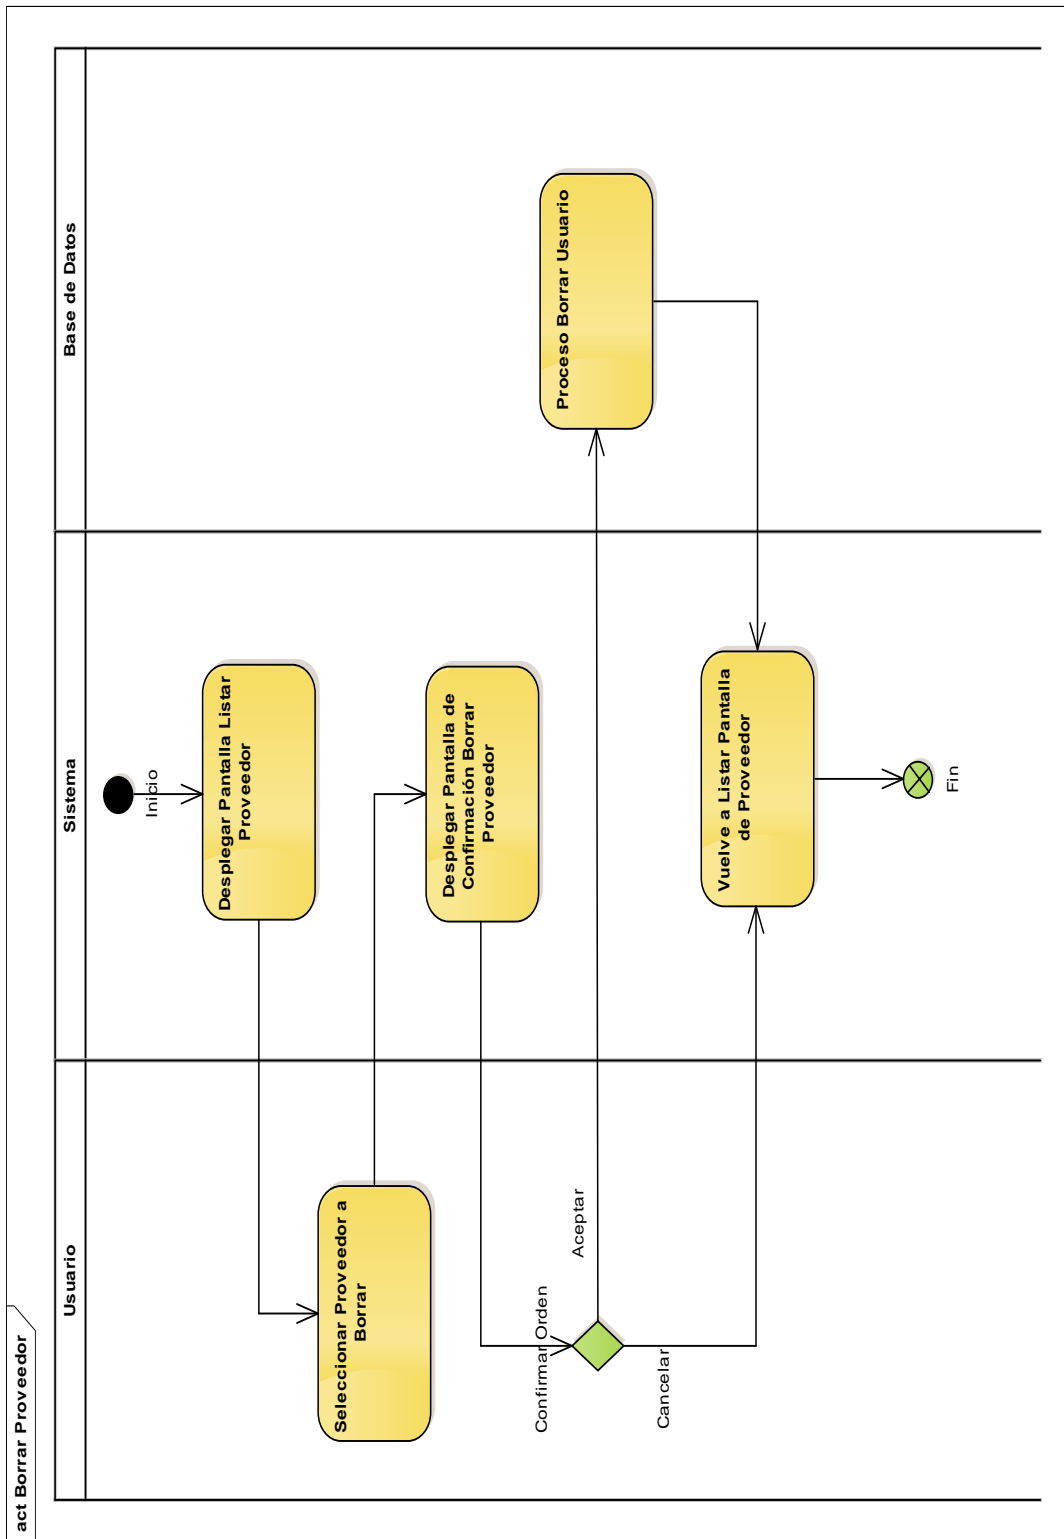 act Borrar Proveedor
Usuario
Sistema
Base de Datos
Inicio
Desplegar Pantalla Listar
Proveedor
Seleccionar Proveedor a
Borrar
Desplegar Pantalla de
Confirmación Borrar
Proveedor
Confirmar Orden
Aceptar
Proceso Borrar Usuario
Cancelar
Vuelve a Listar Pantalla
de Proveedor
Fin